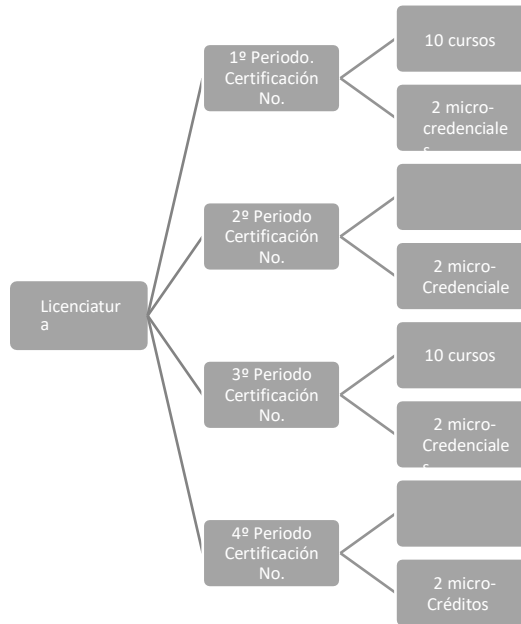 Licenciatur
a
1º Periodo.
Certificación
No.
10 cursos
2 micro-
credenciale
s
2º Periodo
Certificación
No.
2 micro-
Credenciale
3º Periodo
Certificación
No.
10 cursos
2 micro-
Credenciale
s
4º Periodo
Certificación
No.
2 micro-
Créditos